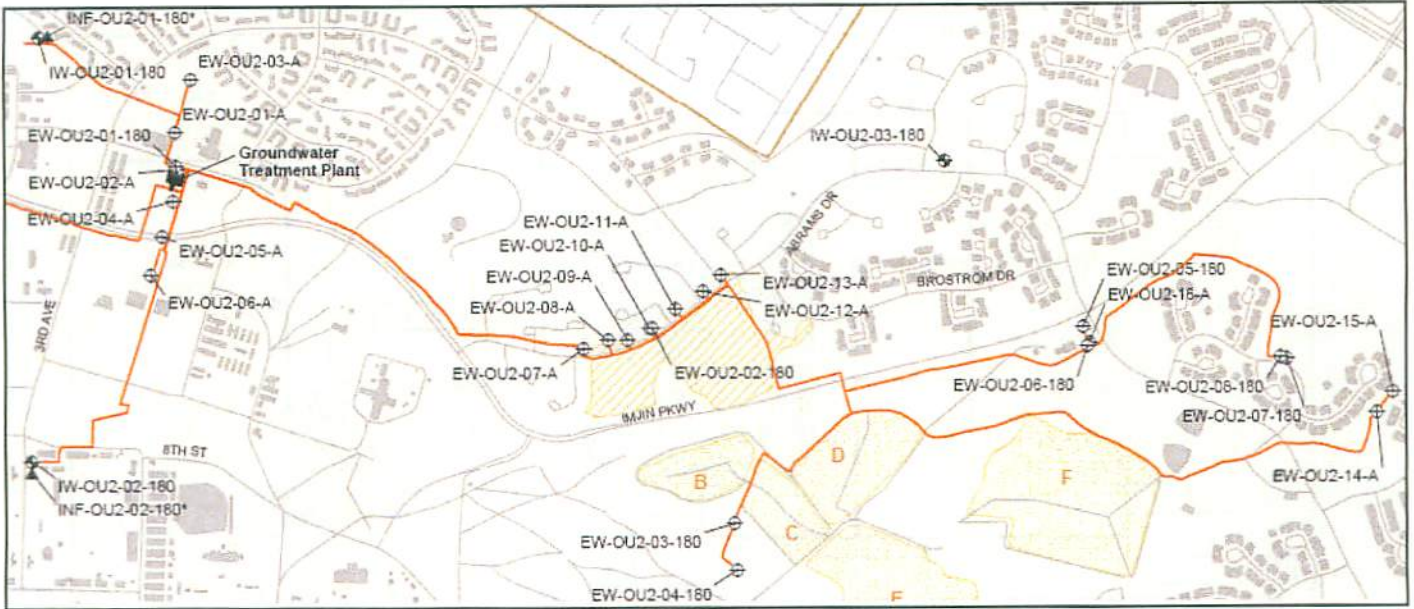 INF-OU2-01-180*
IW-OU2-01-180
EW-OU2-03-A
EW-OU2-01-A
EW-OU2-01-180
Groundwater
Treatment Plant
EW-OU2-02-A
EW-OU2-04-A
EW-OU2-05-A
EW-OU2-06-A
3RD AVE
8TH ST
IW-OU2-02-180
INF-OU2-02-180*
IW-OU2-03-180
ABRAMS DR
BROSTROM DR
EW-OU2-11-A
EW-OU2-10-A
EW-OU2-09-A
EW-OU2-08-A
EW-OU2-07-A
EW-OU2-13-A
EW-OU2-12-A
EW-OU2-02-180
IMJIN PKWY
EW-OU2-05-180
EW-OU2-16-A
EW-OU2-06-180
EW-OU2-15-A
EW-OU2-08-180
EW-OU2-07-180
EW-OU2-14-A
B
C
D
F
EW-OU2-03-180
EW-OU2-04-180